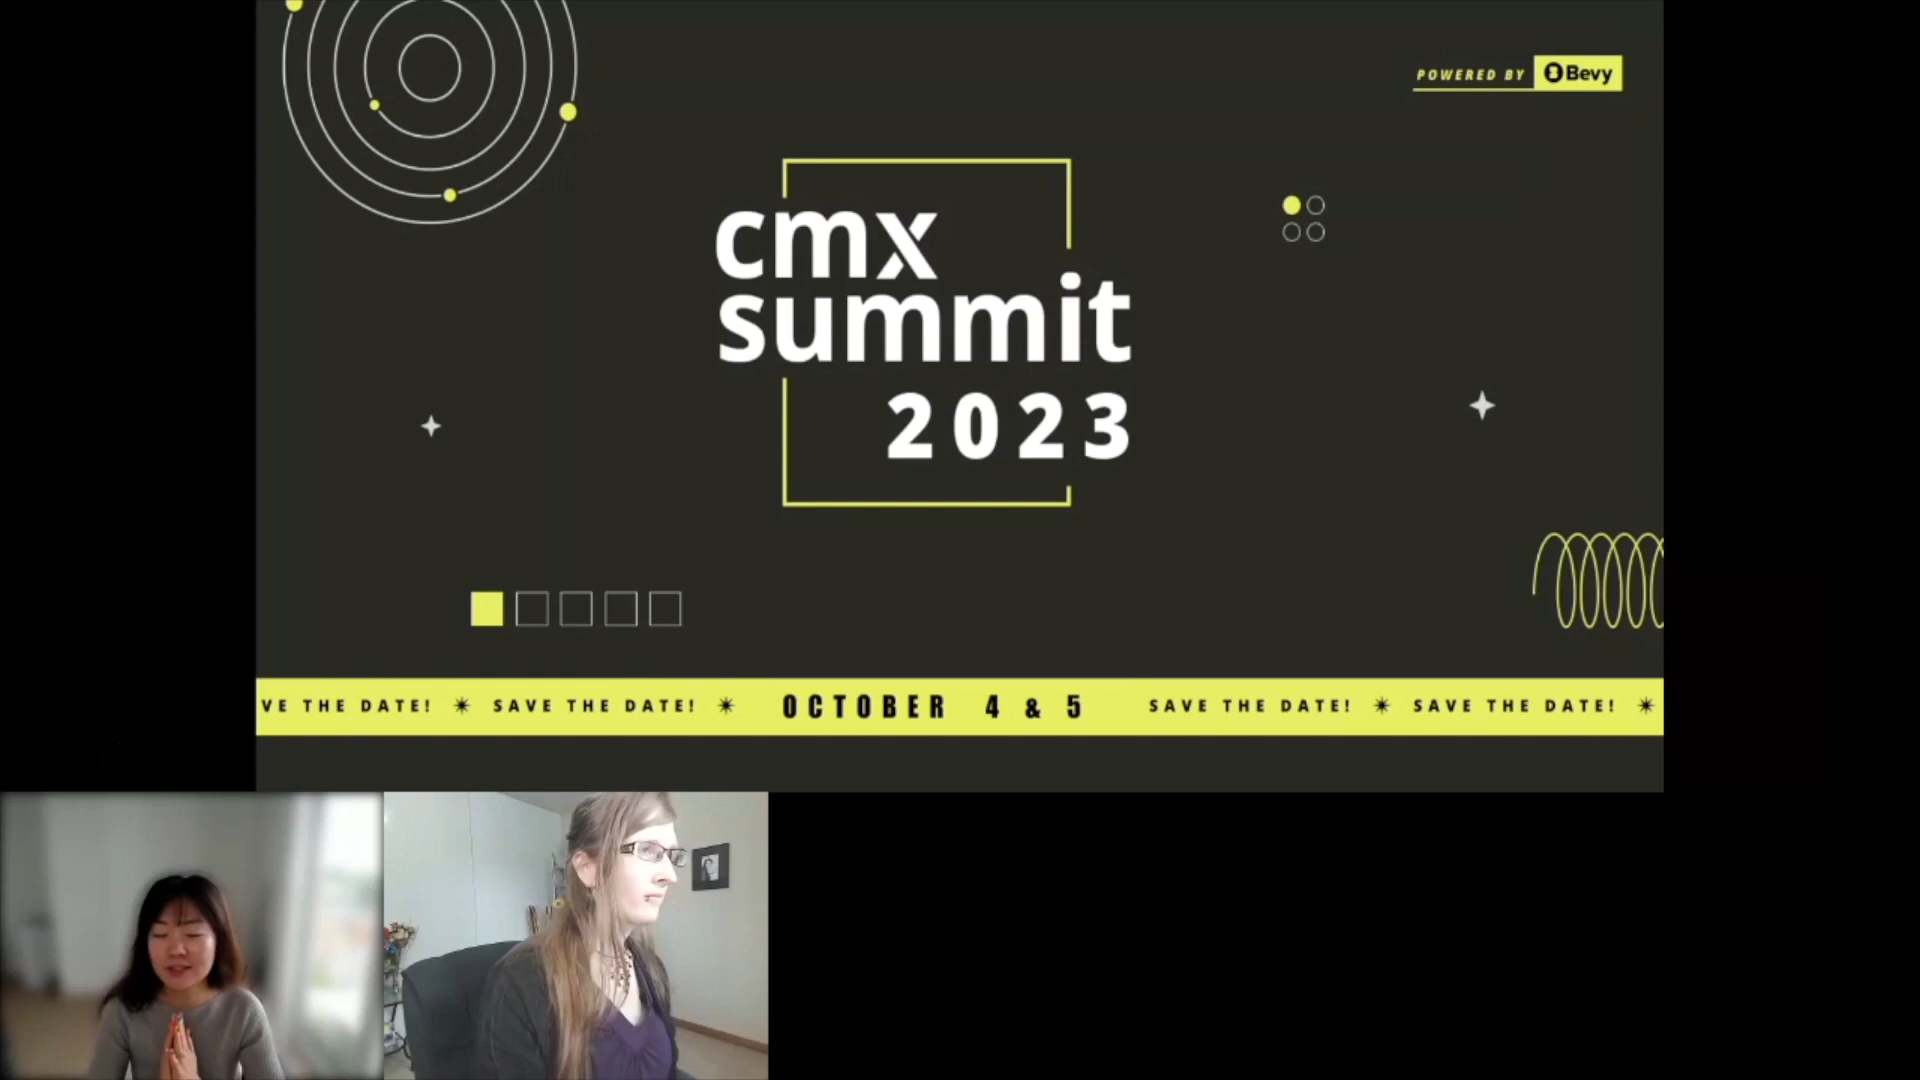 POWERED BY Bevy
cmx
summit
2023
VE THE DATE! SAVE THE DATE! OCTOBER 4 & 5 SAVE THE DATE! SAVE THE DATE!